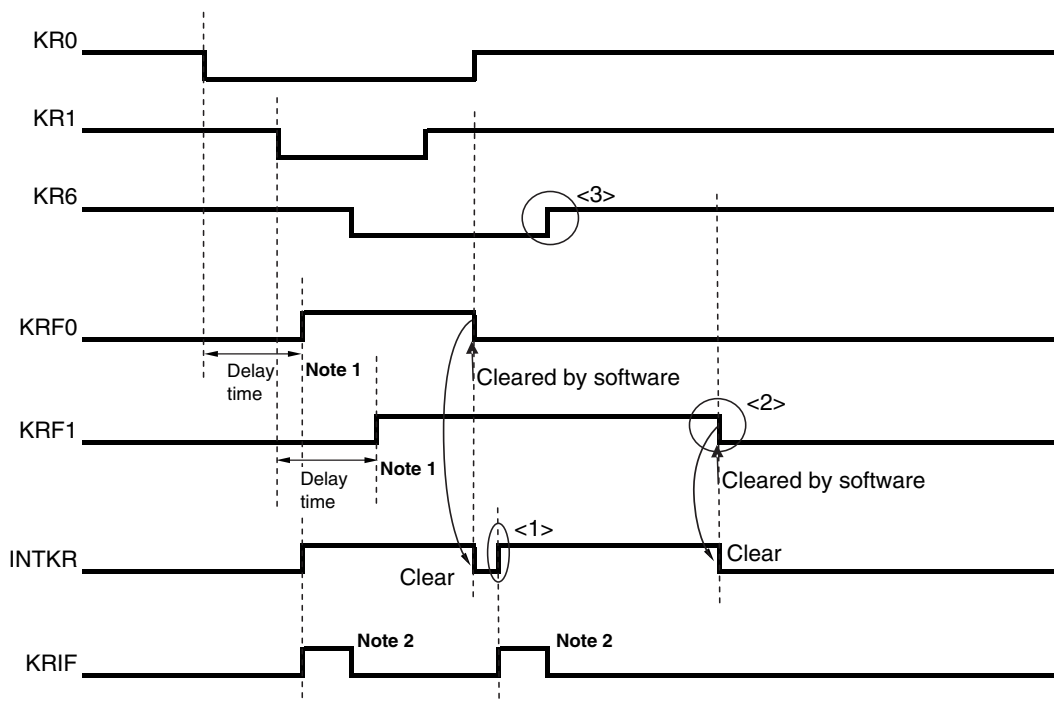 KR0
KR1
KR6
<3>
KRF0
Delay
time
Note 1
Cleared by software
KRF1
<2>
Delay
time
Note 1
Cleared by software
INTKR
<1>
Clear
Clear
KRIF
Note 2
Note 2